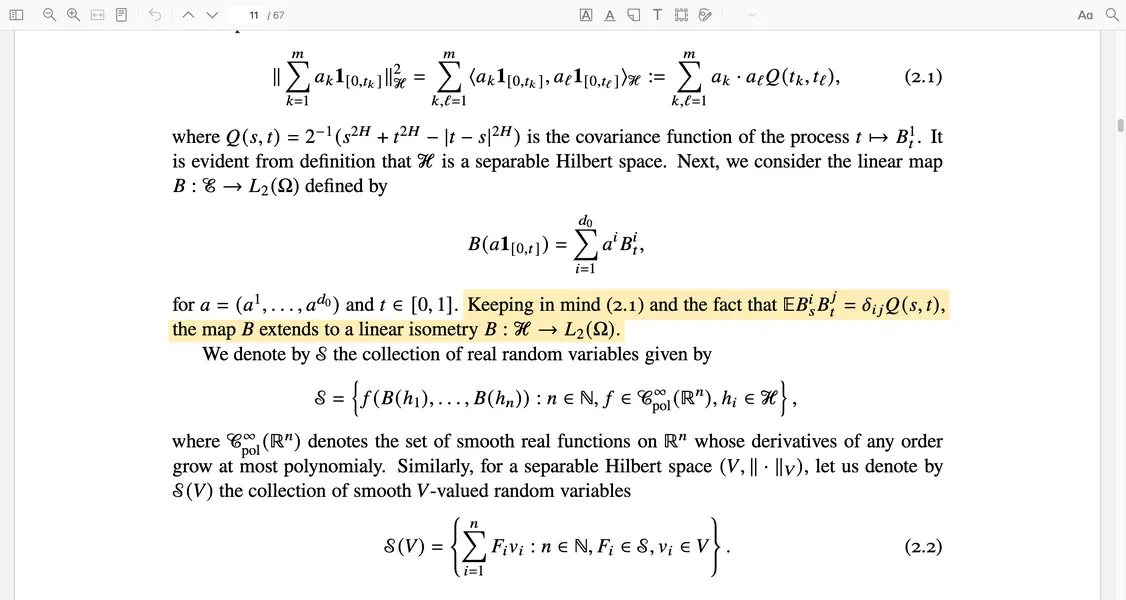 11 / 67
Aa
‖ ∑_{k=1}^{m} a_k 1_{[0,t_k]} ‖²_ℋ = ∑_{k,ℓ=1}^{m} ⟨a_k 1_{[0,t_k]}, a_ℓ 1_{[0,t_ℓ]}⟩_ℋ := ∑_{k,ℓ=1}^{m} a_k · a_ℓ Q(t_k, t_ℓ), (2.1)
where Q(s, t) = 2^{−1}(s^{2H} + t^{2H} − |t − s|^{2H}) is the covariance function of the process t ↦ B_t^1. It
is evident from definition that ℋ is a separable Hilbert space. Next, we consider the linear map
B : 𝒞 → L_2(Ω) defined by
B(a1_{[0,t]}) = ∑_{i=1}^{d_0} a^i B_t^i,
for a = (a^1, . . . , a^{d_0}) and t ∈ [0, 1]. Keeping in mind (2.1) and the fact that 𝔼B_s^i B_t^j = δ_{ij}Q(s, t),
the map B extends to a linear isometry B : ℋ → L_2(Ω).
We denote by 𝒮 the collection of real random variables given by
𝒮 = { f(B(h_1), . . . , B(h_n)) : n ∈ ℕ, f ∈ 𝒞_{pol}^∞(ℝ^n), h_i ∈ ℋ },
where 𝒞_{pol}^∞(ℝ^n) denotes the set of smooth real functions on ℝ^n whose derivatives of any order
grow at most polynomialy. Similarly, for a separable Hilbert space (V, ‖ · ‖_V), let us denote by
𝒮(V) the collection of smooth V-valued random variables
𝒮(V) = { ∑_{i=1}^{n} F_i v_i : n ∈ ℕ, F_i ∈ 𝒮, v_i ∈ V } . (2.2)